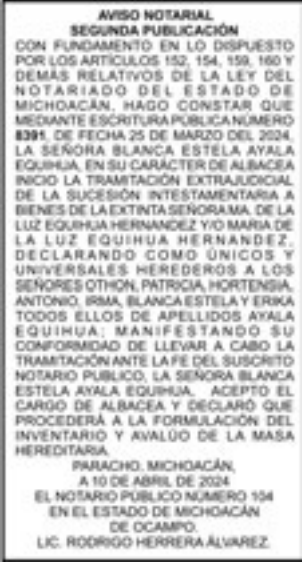 AVISO NOTARIAL
SEGUNDA PUBLICACIÓN
CON FUNDAMENTO EN LO DISPUESTO
POR LOS ARTÍCULOS 152, 154, 159, 160 Y
DEMÁS RELATIVOS DE LA LEY DEL
NOTARIADO DEL ESTADO DE
MICHOACÁN, HAGO CONSTAR QUE
MEDIANTE ESCRITURA PÚBLICA NÚMERO
8391, DE FECHA 25 DE MARZO DEL 2024,
LA SEÑORA BLANCA ESTELA AYALA
EQUIHUA, EN SU CARÁCTER DE ALBACEA
INICIO LA TRAMITACIÓN EXTRAJUDICIAL
DE LA SUCESIÓN INTESTAMENTARIA A
BIENES DE LA EXTINTA SEÑORA MA. DE LA
LUZ EQUIHUA HERNANDEZ Y/O MARIA DE
LA LUZ EQUIHUA HERNANDEZ,
DECLARANDO COMO ÚNICOS Y
UNIVERSALES HEREDEROS A LOS
SEÑORES OTHON, PATRICIA, HORTENSIA,
ANTONIO, IRMA, BLANCA ESTELA Y ERIKA
TODOS ELLOS DE APELLIDOS AYALA
EQUIHUA; MANIFESTANDO SU
CONFORMIDAD DE LLEVAR A CABO LA
TRAMITACIÓN ANTE LA FE DEL SUSCRITO
NOTARIO PUBLICO, LA SEÑORA BLANCA
ESTELA AYALA EQUIHUA. ACEPTO EL
CARGO DE ALBACEA Y DECLARÓ QUE
PROCEDERÁ A LA FORMULACIÓN DEL
INVENTARIO Y AVALÚO DE LA MASA
HEREDITARIA.
PARACHO, MICHOACÁN,
A 10 DE ABRIL DE 2024
EL NOTARIO PÚBLICO NÚMERO 104
EN EL ESTADO DE MICHOACÁN
DE OCAMPO.
LIC. RODRIGO HERRERA ÁLVAREZ.